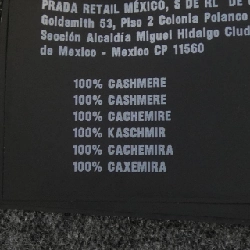 PRADA RETAIL MÉXICO, S DE RL DE
Goldsmith 53, Piso 2 Colonia Polanco
Sección Alcaldía Miguel Hidalgo
de Mexico - Mexico CP 11560
100% CASHMERE
100% CASHMERE
100% CACHEMIRE
100% KASCHMIR
100% CACHEMIRA
100% CAXEMIRA